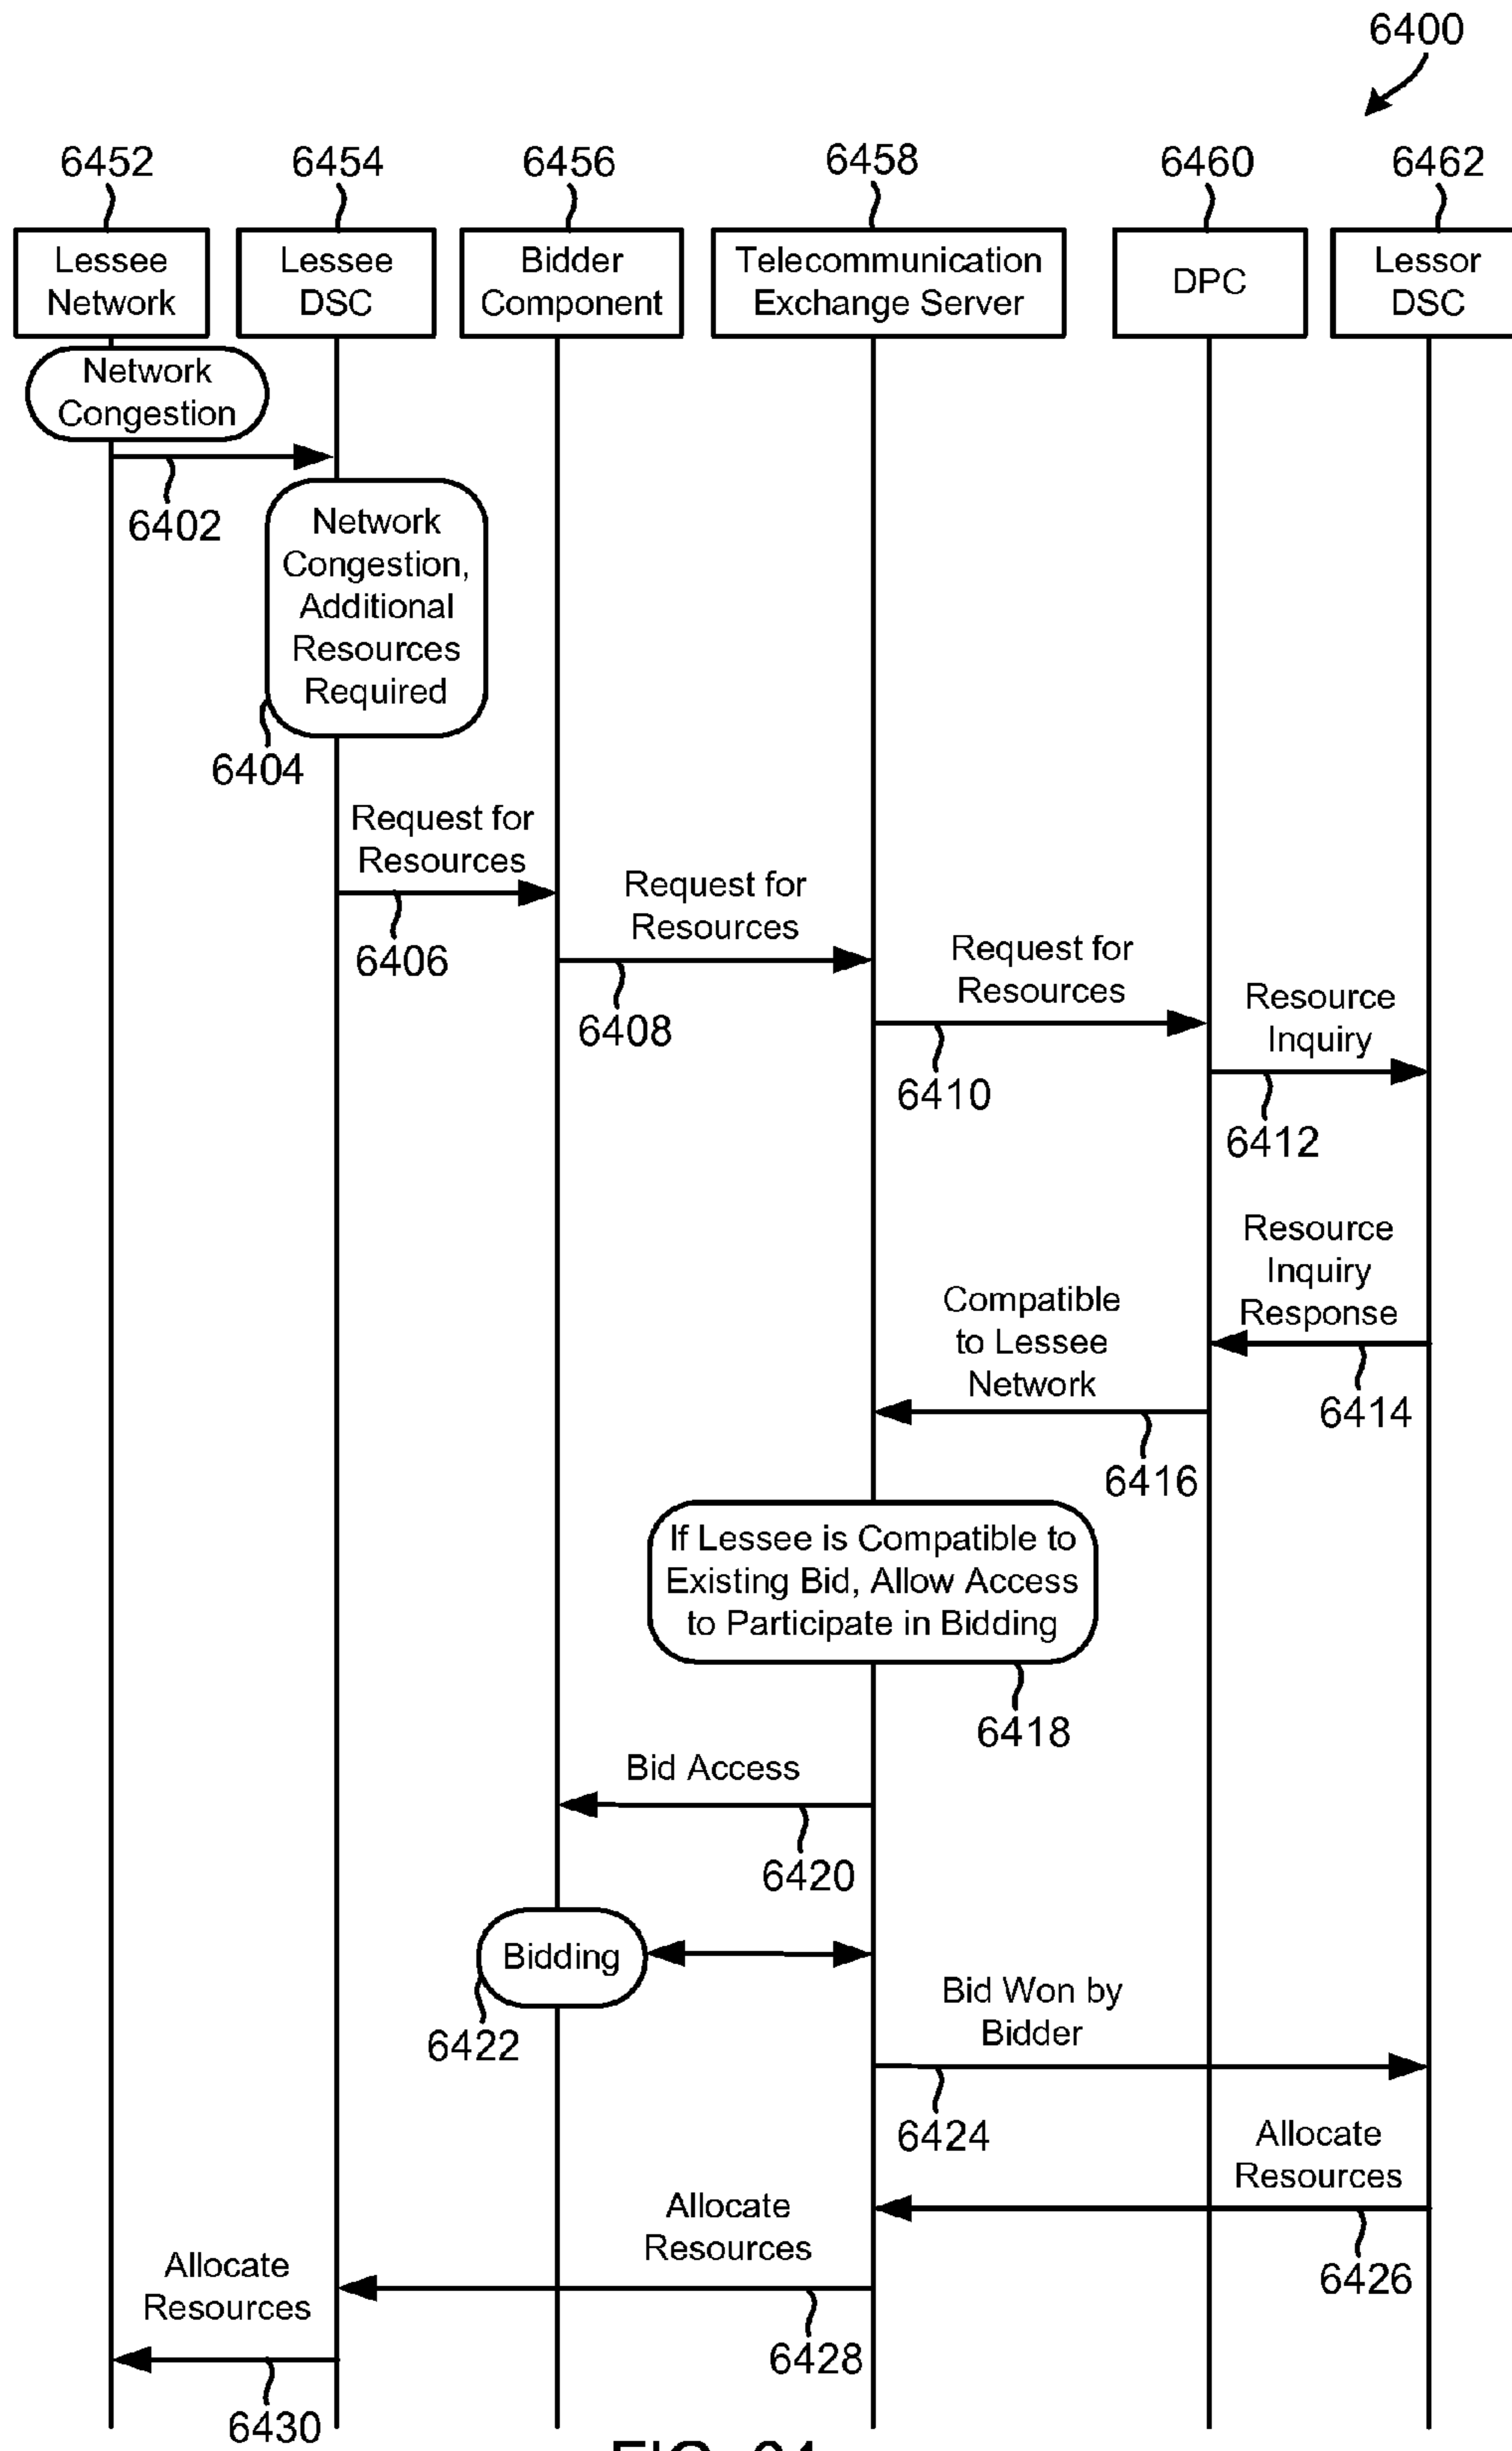 6400
6452
6454
6456
6458
6460
6462
Lessee
Network
Lessee
DSC
Bidder
Component
Telecommunication
Exchange Server
DPC
Lessor
DSC
Network
Congestion
6402
Network
Congestion,
Additional
Resources
Required
6404
Request for
Resources
6406
Request for
Resources
6408
Request for
Resources
6410
Resource
Inquiry
6412
Resource
Inquiry
Response
6414
Compatible
to Lessee
Network
6416
If Lessee is Compatible to
Existing Bid, Allow Access
to Participate in Bidding
6418
Bid Access
6420
Bidding
6422
Bid Won by
Bidder
6424
Allocate
Resources
6426
Allocate
Resources
6428
Allocate
Resources
6430